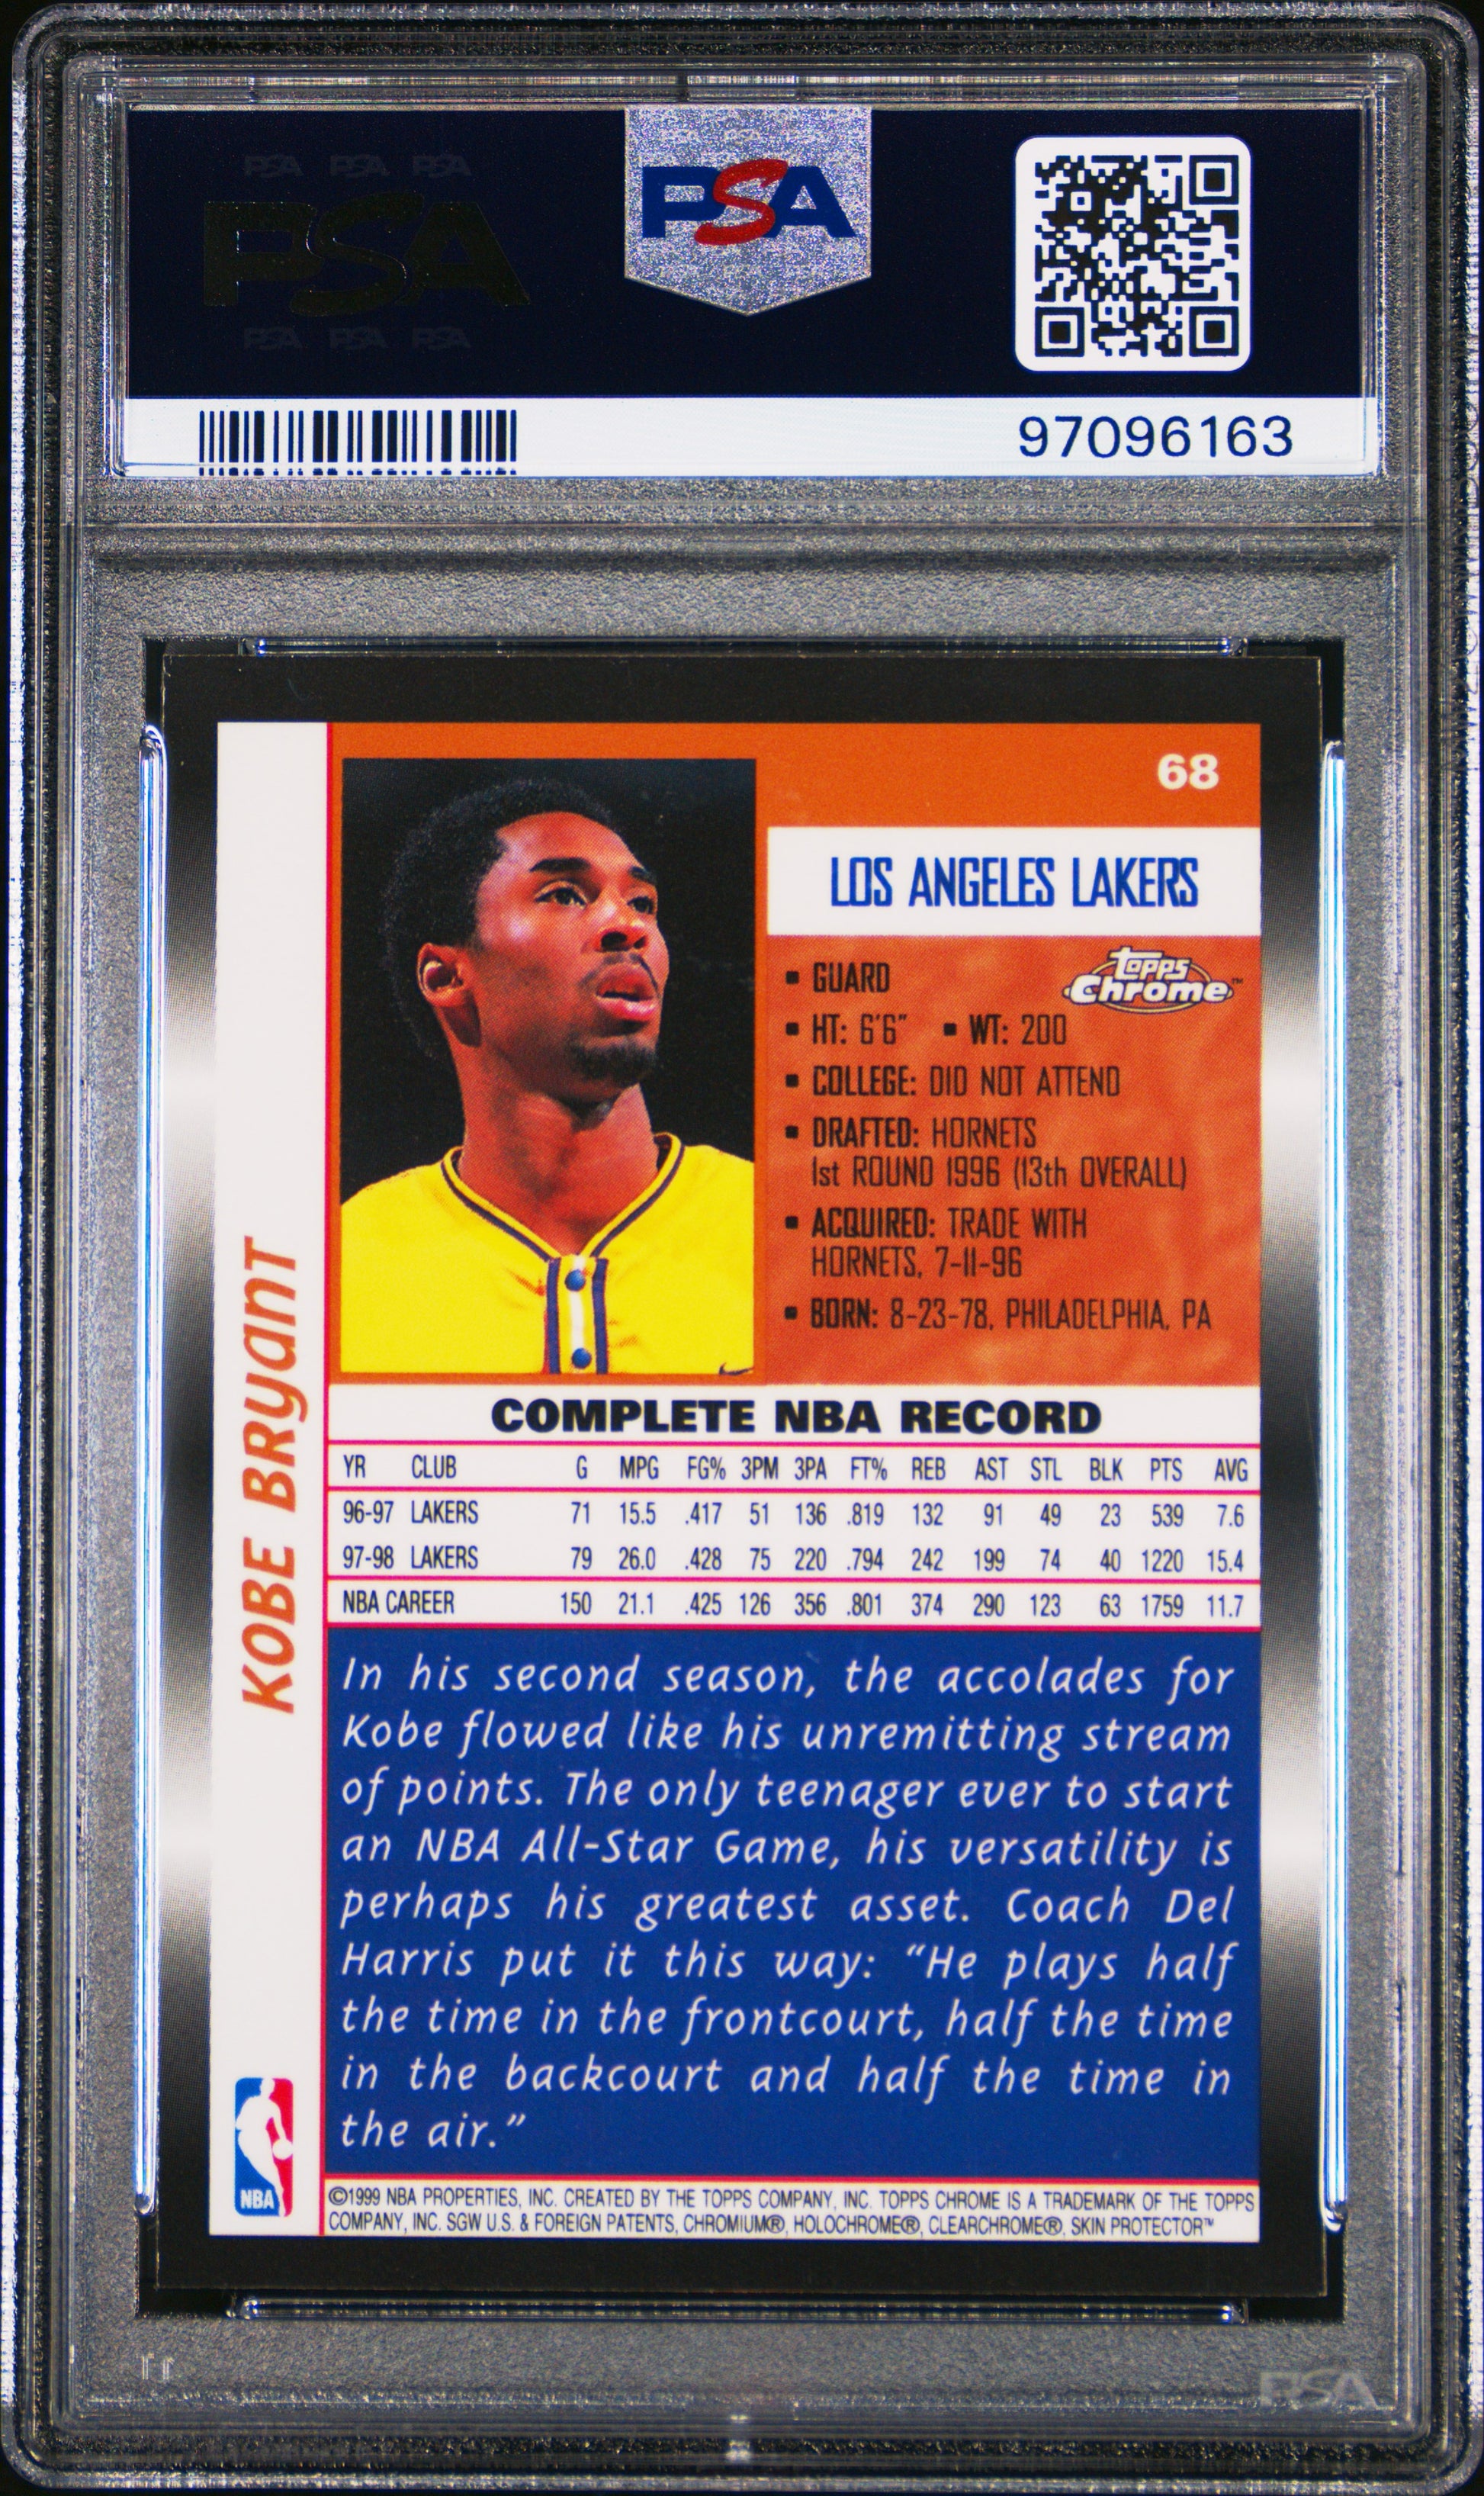 PSA PSA PSA
PSA
PSA PSA PSA
PSA
97096163
68
LOS ANGELES LAKERS
topps
Chrome™
▪ GUARD
▪ HT: 6'6" ▪ WT: 200
▪ COLLEGE: DID NOT ATTEND
▪ DRAFTED: HORNETS
1st ROUND 1996 (13th OVERALL)
▪ ACQUIRED: TRADE WITH
HORNETS, 7-11-96
▪ BORN: 8-23-78, PHILADELPHIA, PA
KOBE BRyanT
COMPLETE NBA RECORD
YR CLUB G MPG FG% 3PM 3PA FT% REB AST STL BLK PTS AVG
96-97 LAKERS 71 15.5 .417 51 136 .819 132 91 49 23 539 7.6
97-98 LAKERS 79 26.0 .428 75 220 .794 242 199 74 40 1220 15.4
NBA CAREER 150 21.1 .425 126 356 .801 374 290 123 63 1759 11.7
In his second season, the accolades for
Kobe flowed like his unremitting stream
of points. The only teenager ever to start
an NBA All-Star Game, his versatility is
perhaps his greatest asset. Coach Del
Harris put it this way: “He plays half
the time in the frontcourt, half the time
in the backcourt and half the time in
the air.”
NBA
©1999 NBA PROPERTIES, INC. CREATED BY THE TOPPS COMPANY, INC. TOPPS CHROME IS A TRADEMARK OF THE TOPPS
COMPANY, INC. SGW U.S. & FOREIGN PATENTS, CHROMIUM®, HOLOCHROME®, CLEARCHROME®, SKIN PROTECTOR™
PSA